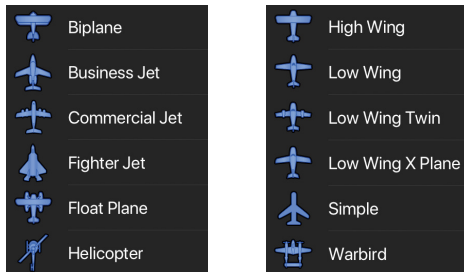 Biplane
Business Jet
Commercial Jet
Fighter Jet
Float Plane
Helicopter
High Wing
Low Wing
Low Wing Twin
Low Wing X Plane
Simple
Warbird